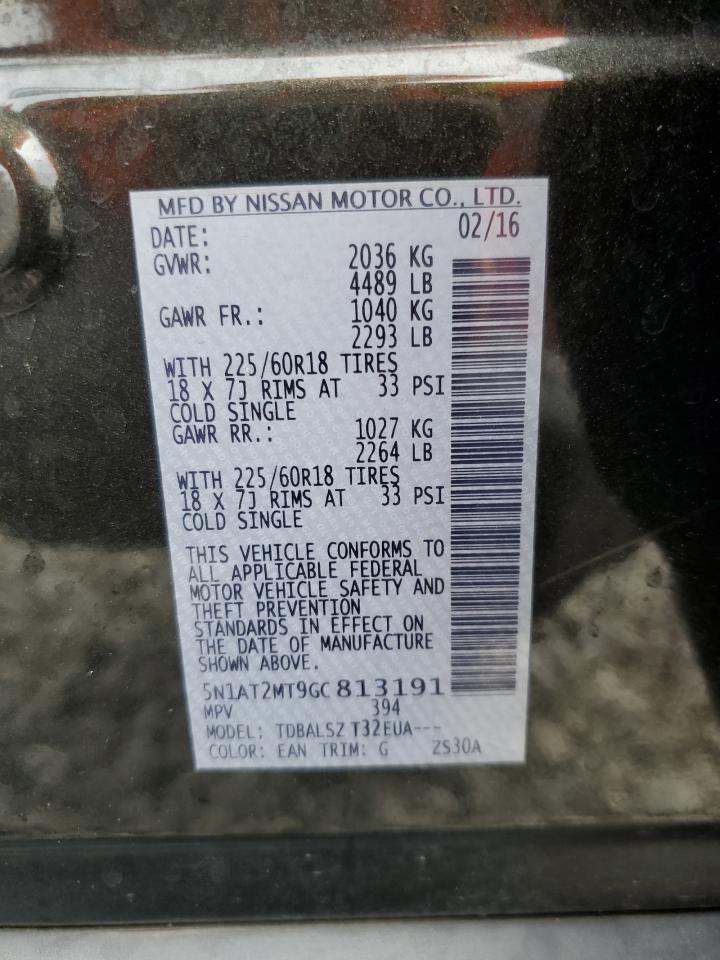 MFD BY NISSAN MOTOR CO., LTD.
DATE: 02/16
GVWR: 2036 KG
4489 LB
GAWR FR.: 1040 KG
2293 LB
WITH 225/60R18 TIRES
18 X 7J RIMS AT 33 PSI
COLD SINGLE
GAWR RR.: 1027 KG
2264 LB
WITH 225/60R18 TIRES
18 X 7J RIMS AT 33 PSI
COLD SINGLE
THIS VEHICLE CONFORMS TO
ALL APPLICABLE FEDERAL
MOTOR VEHICLE SAFETY AND
THEFT PREVENTION
STANDARDS IN EFFECT ON
THE DATE OF MANUFACTURE
SHOWN ABOVE.
5N1AT2MT9GC813191
MPV 394
MODEL: TDBALSZ T32EUA---
COLOR: EAN TRIM: G ZS30A